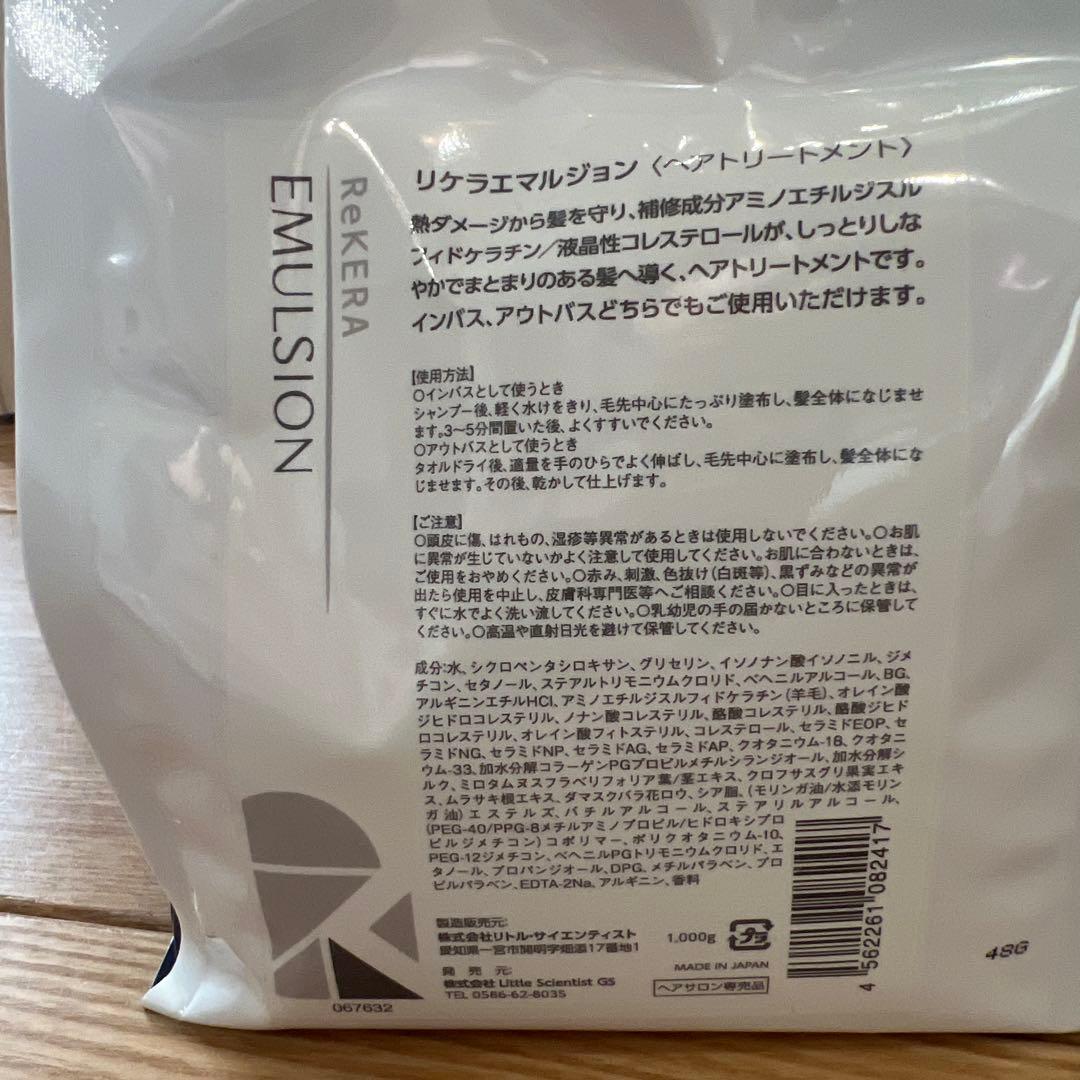 ReKERA
EMULSION
リケラエマルジョン〈ヘアトリートメント〉
熱ダメージから髪を守り、補修成分アミノエチルジスル
フィドケラチン/液晶性コレステロールが、しっとりしな
やかでまとまりのある髪へ導く、ヘアトリートメントです。
インバス、アウトバスどちらでもご使用いただけます。
【使用方法】
○インバスとして使うとき
シャンプー後、軽く水けをきり、毛先中心にたっぷり塗布し、髪全体になじませ
ます。3〜5分間置いた後、よくすすいでください。
○アウトバスとして使うとき
タオルドライ後、適量を手のひらでよく伸ばし、毛先中心に塗布し、髪全体にな
じませます。その後、乾かして仕上げます。
【ご注意】
○頭皮に傷、はれもの、湿疹等異常があるときは使用しないでください。○お肌
に異常が生じていないかよく注意して使用してください。お肌に合わないときは、
ご使用をおやめください。○赤み、刺激、色抜け(白斑等)、黒ずみなどの異常が
出たら使用を中止し、皮膚科専門医等へご相談ください。○目に入ったときは、
すぐに水でよく洗い流してください。○乳幼児の手の届かないところに保管して
ください。○高温や直射日光を避けて保管してください。
成分:水、シクロペンタシロキサン、グリセリン、イソノナン酸イソノニル、ジメ
チコン、セタノール、ステアルトリモニウムクロリド、ベヘニルアルコール、BG、
アルギニンエチルHCl、アミノエチルジスルフィドケラチン(羊毛)、オレイン酸
ジヒドロコレステリル、ノナン酸コレステリル、酪酸コレステリル、酪酸ジヒド
ロコレステリル、オレイン酸フィトステリル、コレステロール、セラミドEOP、セ
ラミドNG、セラミドNP、セラミドAG、セラミドAP、クオタニウム-18、クオタニ
ウム-33、加水分解コラーゲンPGプロピルメチルシランジオール、加水分解シ
ルク、ミロタムヌスフラベリフォリア葉/茎エキス、クロフサスグリ果実エキ
ス、ムラサキ根エキス、ダマスクバラ花ロウ、シア脂、(モリンガ油/水添モリン
ガ油)エステルズ、バチルアルコール、ステアリルアルコール、
(PEG-40/PPG-8メチルアミノプロピル/ヒドロキシプロ
ピルジメチコン)コポリマー、ポリクオタニウム-10、
PEG-12ジメチコン、ベヘニルPGトリモニウムクロリド、エ
タノール、プロパンジオール、DPG、メチルパラベン、プロ
ピルパラベン、EDTA-2Na、アルギニン、香料
製造販売元:
株式会社リトル・サイエンティスト
愛知県一宮市開明字畑添17番地1
発売元:
株式会社 Little Scientist GS
TEL 0586-62-8035
1,000g
プラ
MADE IN JAPAN
ヘアサロン専売品
4 562261 082417
067632
48G